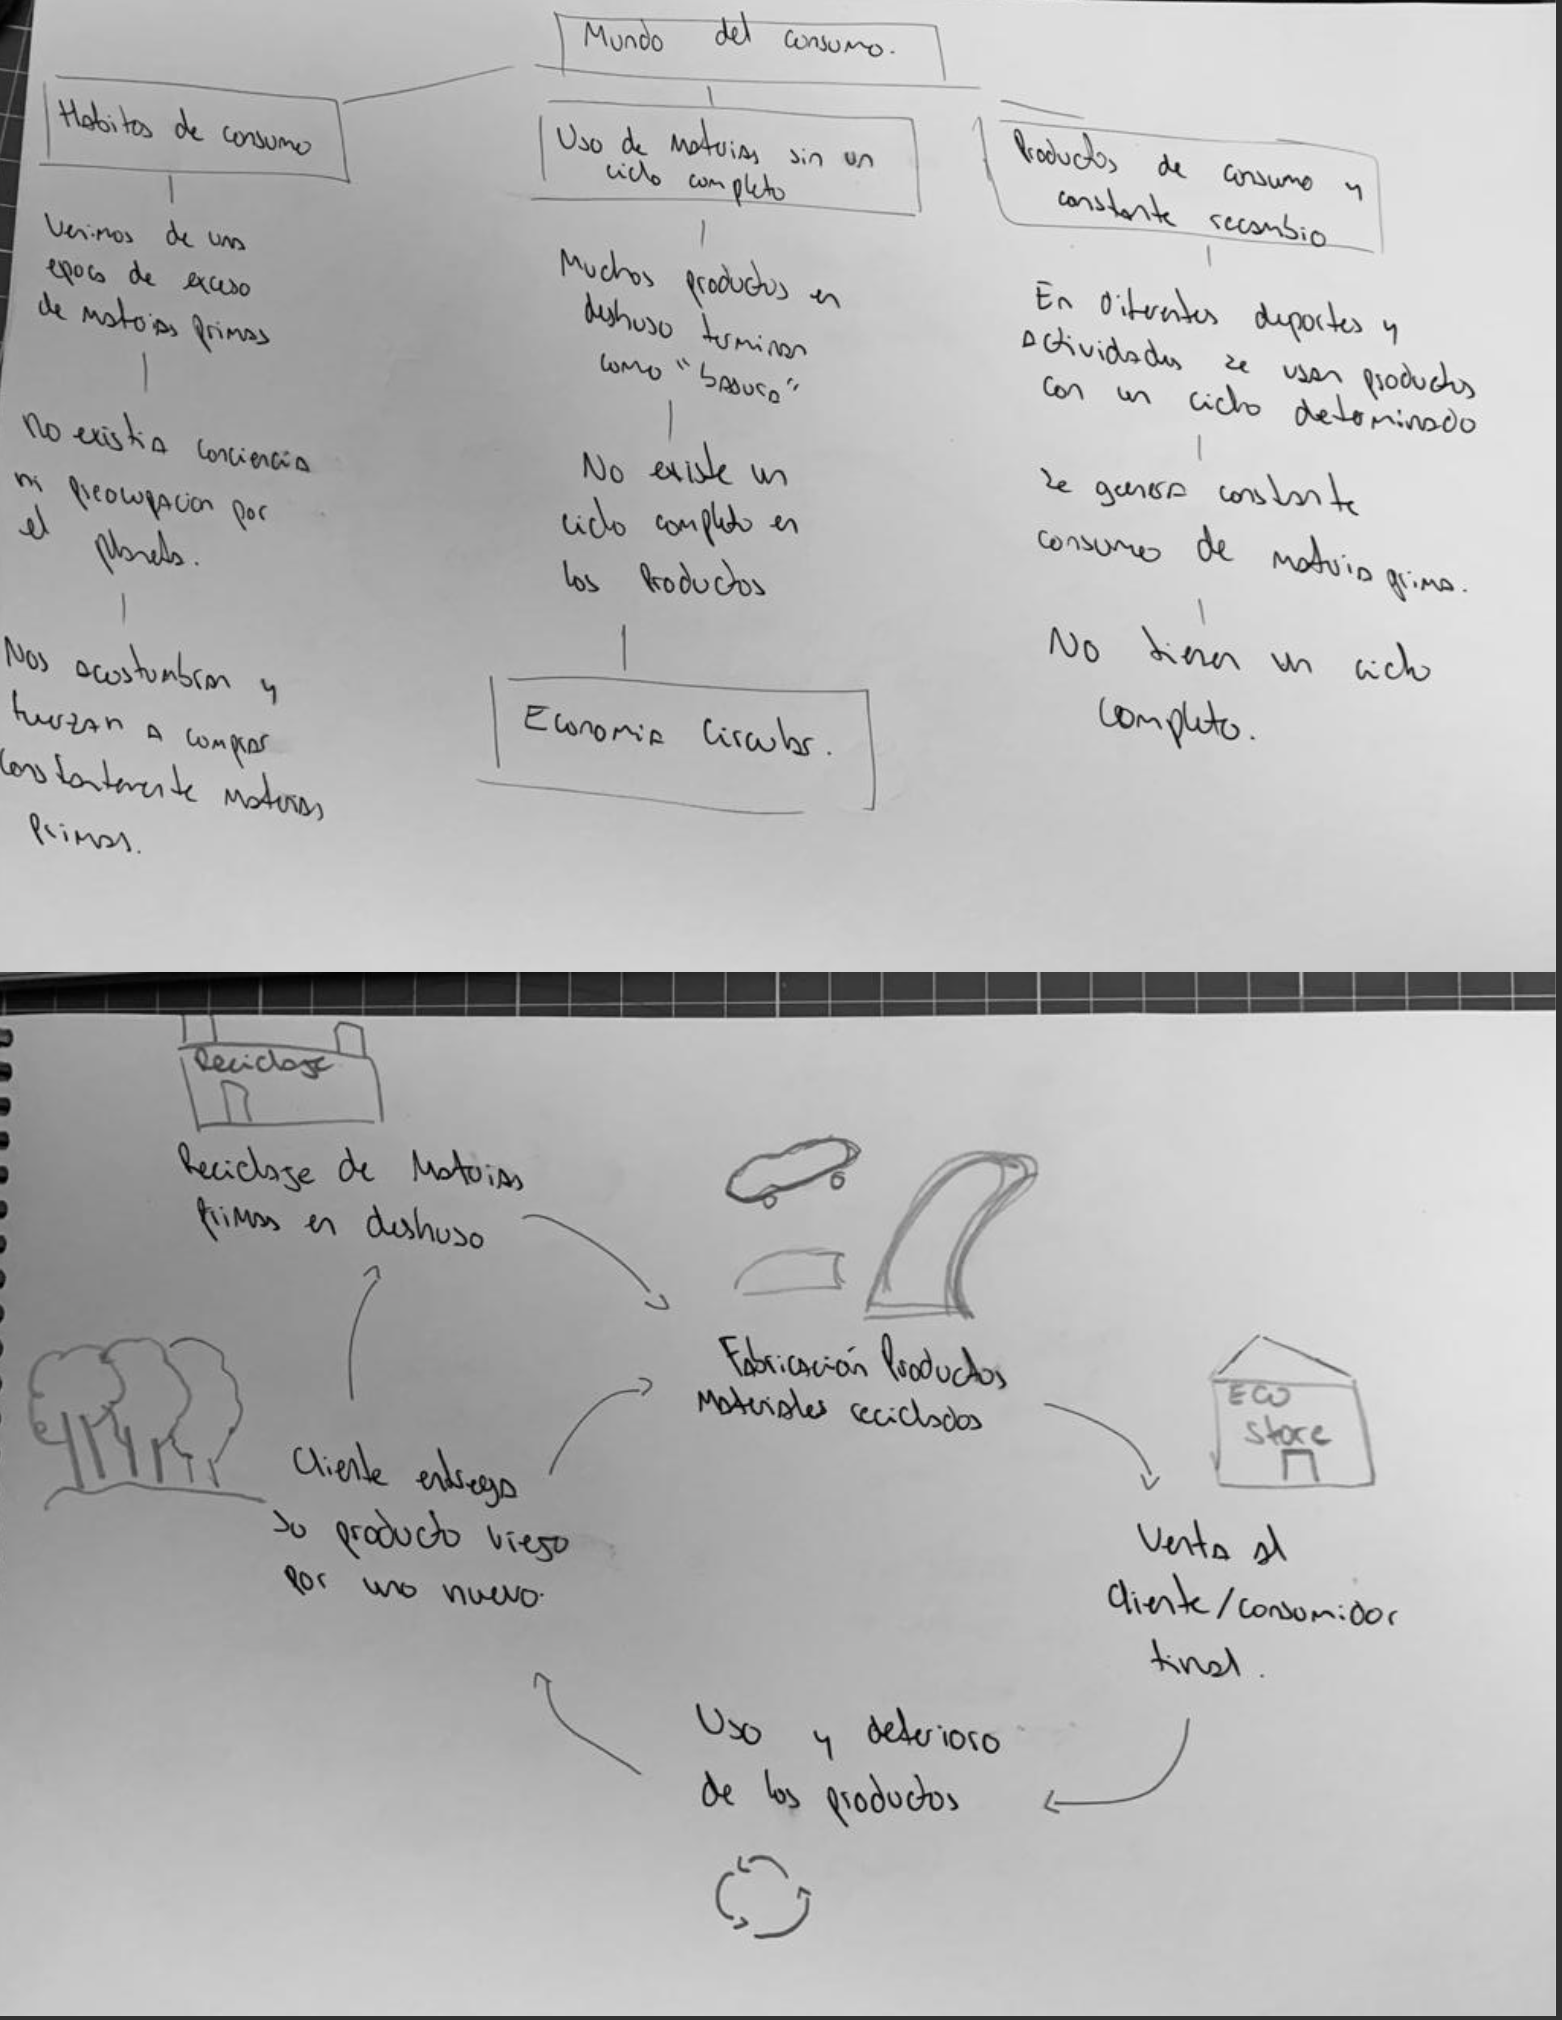 Mundo del consumo.
Habitos de consumo
Venimos de una
epoca de exceso
de materias primas
No existia conciencia
ni preocupacion por
el planeta.
Nos acostumbran y
fuerzan a comprar
constantemente materias
primas.
Uso de materias sin un
ciclo completo
Muchos productos en
deshuso terminan
como "basura"
No existe un
ciclo completo en
los Productos
Economia Circular.
Productos de consumo y
constante recambio
En Diferentes deportes y
actividades se usan productos
con un ciclo determinado
se genera constante
consumo de materia prima.
No tienen un ciclo
completo.
Reciclage
Reciclage de Materias
primas en deshuso
Fabricación Productos
Materiales reciclados
ECO
store
Cliente entrega
su producto viejo
por uno nuevo.
Venta al
Cliente/consumidor
final.
Uso y deterioro
de los productos